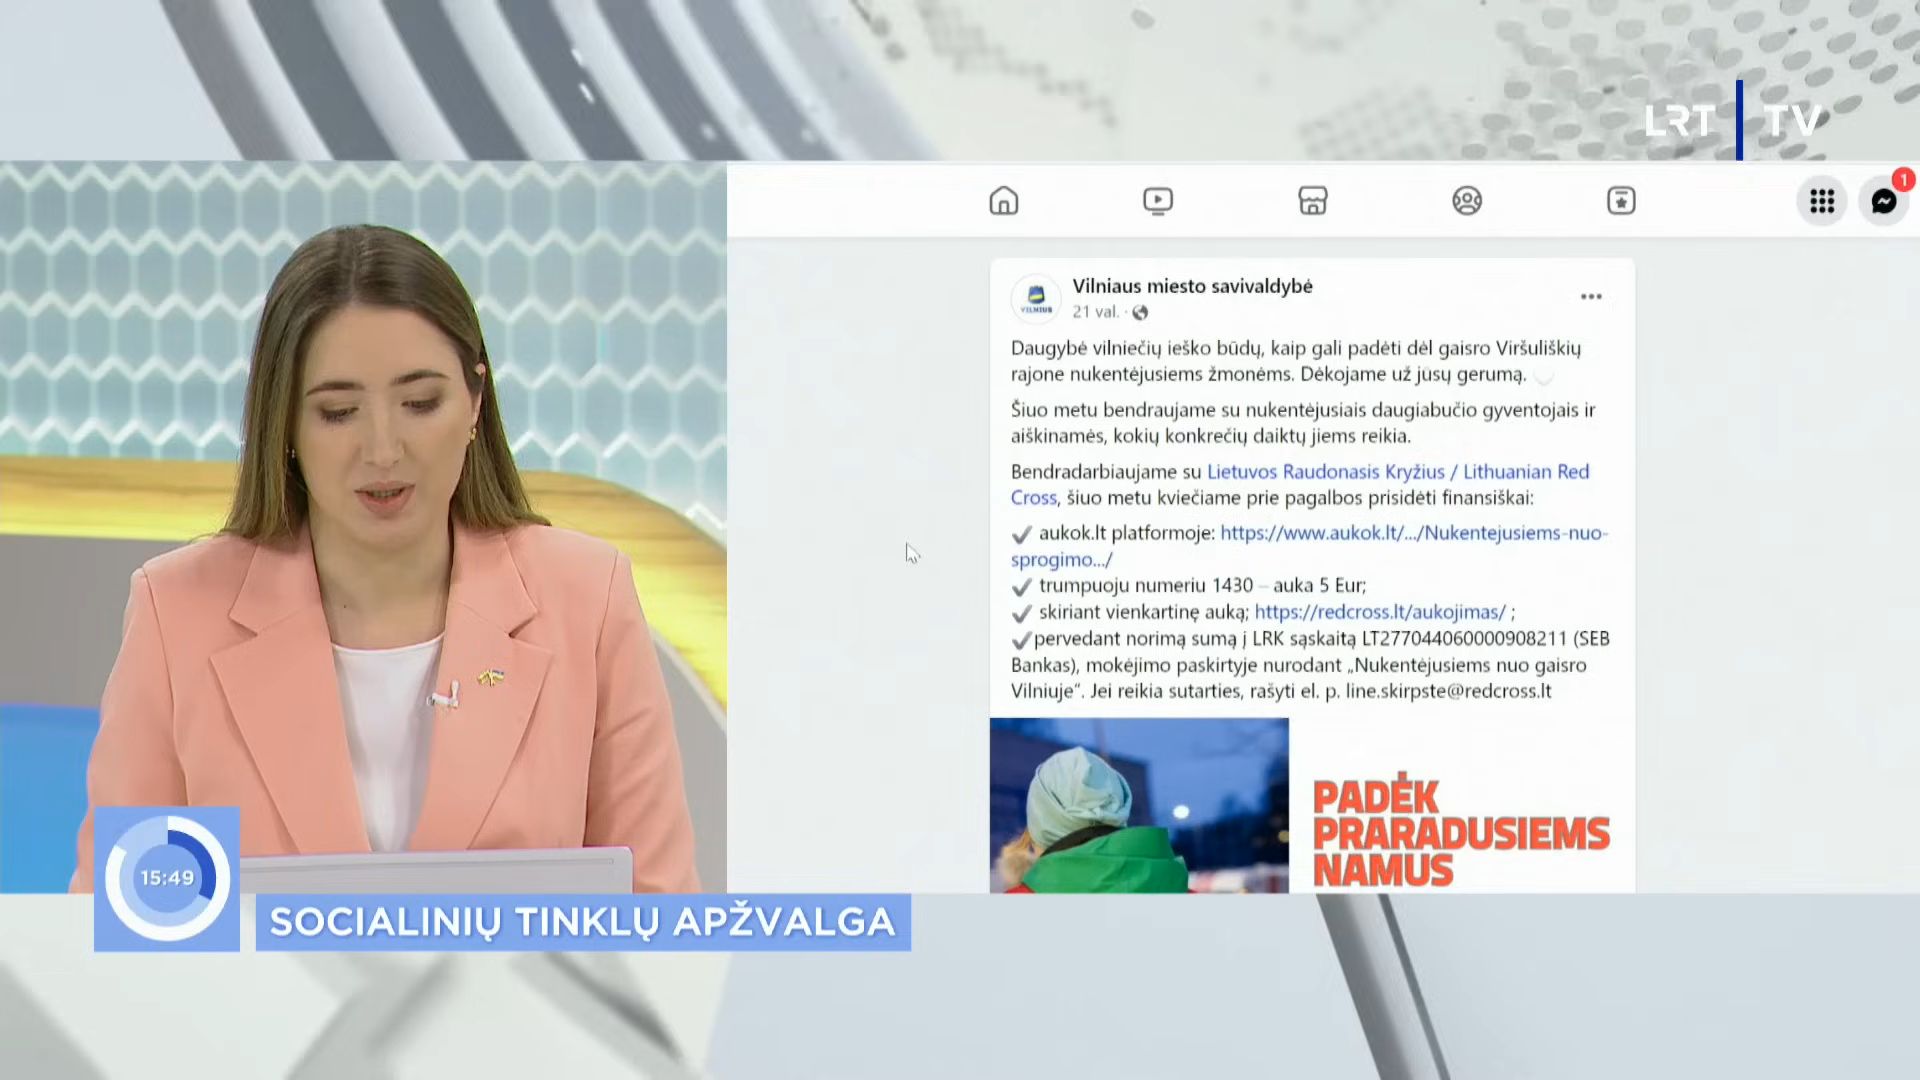 LRT TV
1
Vilniaus miesto savivaldybė
VILNIUS
21 val. ·
Daugybė vilniečių ieško būdų, kaip gali padėti dėl gaisro Viršuliškių
rajone nukentėjusiems žmonėms. Dėkojame už jūsų gerumą.
Šiuo metu bendraujame su nukentėjusiais daugiabučio gyventojais ir
aiškinamės, kokių konkrečių daiktų jiems reikia.
Bendradarbiaujame su Lietuvos Raudonasis Kryžius / Lithuanian Red
Cross, šiuo metu kviečiame prie pagalbos prisidėti finansiškai:
✔ aukok.lt platformoje: https://www.aukok.lt/.../Nukentejusiems-nuo-
sprogimo.../
✔ trumpuoju numeriu 1430 – auka 5 Eur;
✔ skiriant vienkartinę auką; https://redcross.lt/aukojimas/ ;
✔pervedant norimą sumą į LRK sąskaitą LT277044060000908211 (SEB
Bankas), mokėjimo paskirtyje nurodant „Nukentėjusiems nuo gaisro
Vilniuje“. Jei reikia sutarties, rašyti el. p. line.skirpste@redcross.lt
PADĖK
PRARADUSIEMS
NAMUS
15:49
SOCIALINIŲ TINKLŲ APŽVALGA